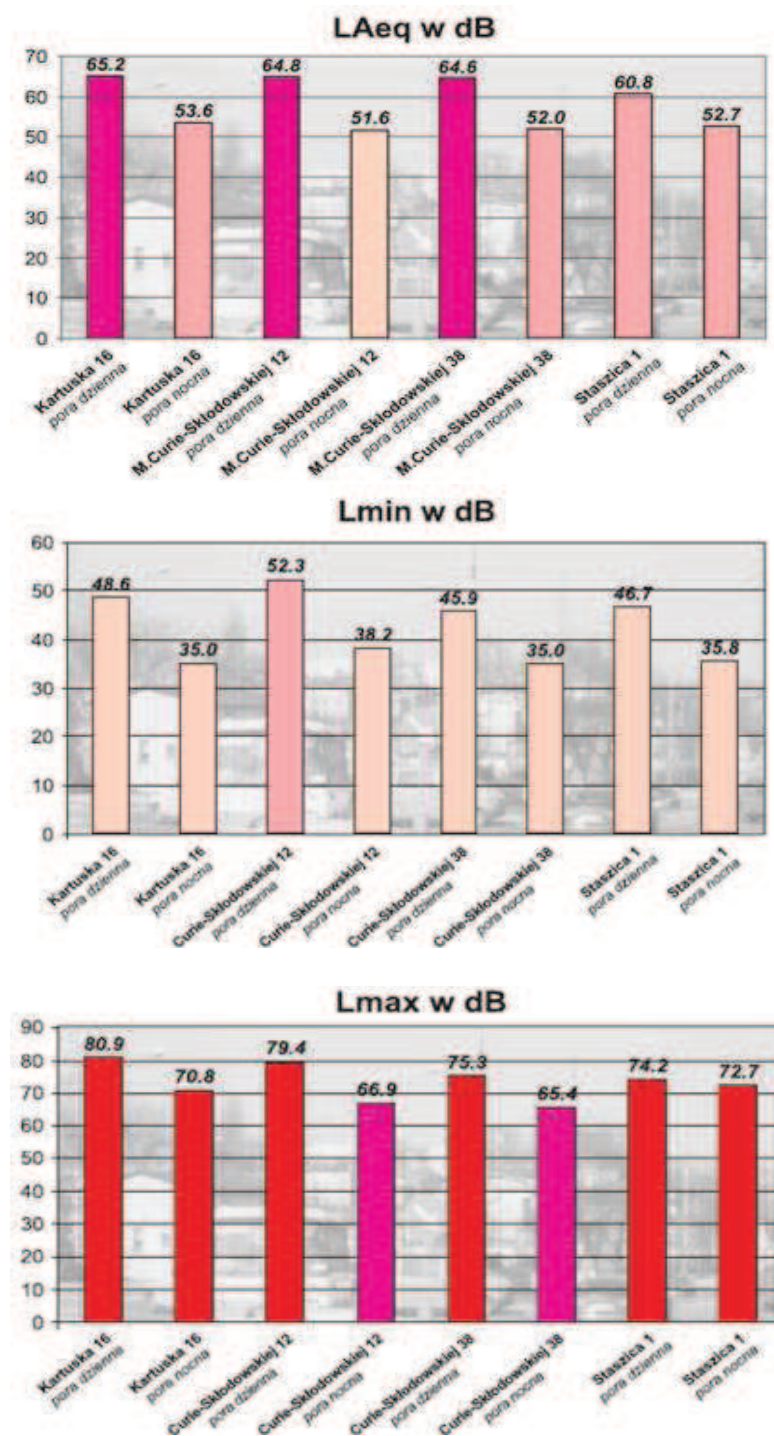 LAeq w dB
70
60
50
40
30
20
10
0
65.2
53.6
64.8
51.6
64.6
52.0
60.8
52.7
Kartuska 16
pora dzienna
Kartuska 16
pora nocna
M.Curie-Skłodowskiej 12
pora dzienna
M.Curie-Skłodowskiej 12
pora nocna
M.Curie-Skłodowskiej 38
pora dzienna
M.Curie-Skłodowskiej 38
pora nocna
Staszica 1
pora dzienna
Staszica 1
pora nocna
Lmin w dB
60
50
40
30
20
10
0
48.6
35.0
52.3
38.2
45.9
35.0
46.7
35.8
Kartuska 16
pora dzienna
Kartuska 16
pora nocna
Curie-Skłodowskiej 12
pora dzienna
Curie-Skłodowskiej 12
pora nocna
Curie-Skłodowskiej 38
pora dzienna
Curie-Skłodowskiej 38
pora nocna
Staszica 1
pora dzienna
Staszica 1
pora nocna
Lmax w dB
90
80
70
60
50
40
30
20
10
0
80.9
70.8
79.4
66.9
75.3
65.4
74.2
72.7
Kartuska 16
pora dzienna
Kartuska 16
pora nocna
Curie-Skłodowskiej 12
pora dzienna
Curie-Skłodowskiej 12
pora nocna
Curie-Skłodowskiej 38
pora dzienna
Curie-Skłodowskiej 38
pora nocna
Staszica 1
pora dzienna
Staszica 1
pora nocna